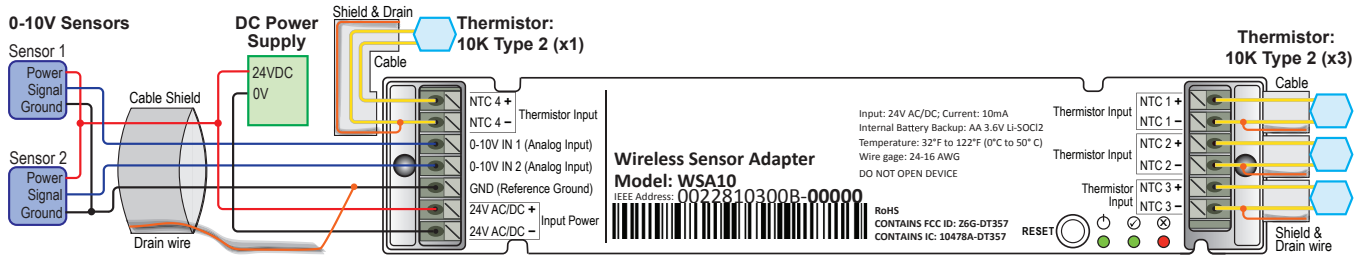 0-10V Sensors
Sensor 1
Power
Signal
Ground
Sensor 2
Power
Signal
Ground
Cable Shield
Drain wire
DC Power
Supply
24VDC
0V
Shield & Drain
Cable
Thermistor:
10K Type 2 (x1)
NTC 4 +
NTC 4 –
Thermistor Input
0-10V IN 1 (Analog Input)
0-10V IN 2 (Analog Input)
GND (Reference Ground)
24V AC/DC +
24V AC/DC –
Input Power
Wireless Sensor Adapter
Model: WSA10
IEEE Address: 0022810300B-00000
Input: 24V AC/DC; Current: 10mA
Internal Battery Backup: AA 3.6V Li-SOCl2
Temperature: 32°F to 122°F (0°C to 50° C)
Wire gage: 24-16 AWG
DO NOT OPEN DEVICE
RoHS
CONTAINS FCC ID: Z6G-DT357
CONTAINS IC: 10478A-DT357
RESET
Thermistor Input
NTC 1 +
NTC 1 –
Thermistor Input
NTC 2 +
NTC 2 –
Thermistor
Input
NTC 3 +
NTC 3 –
Thermistor:
10K Type 2 (x3)
Cable
Shield &
Drain wire